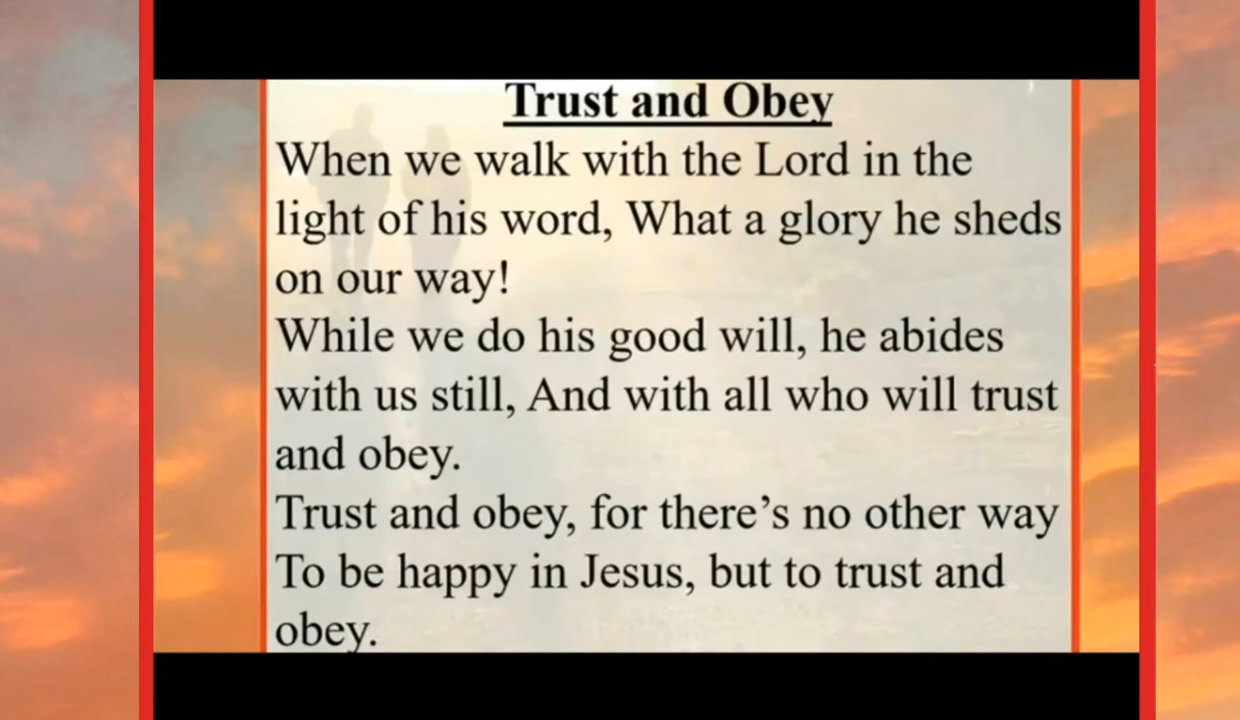 Trust and Obey
When we walk with the Lord in the
light of his word, What a glory he sheds
on our way!
While we do his good will, he abides
with us still, And with all who will trust
and obey.
Trust and obey, for there’s no other way
To be happy in Jesus, but to trust and
obey.